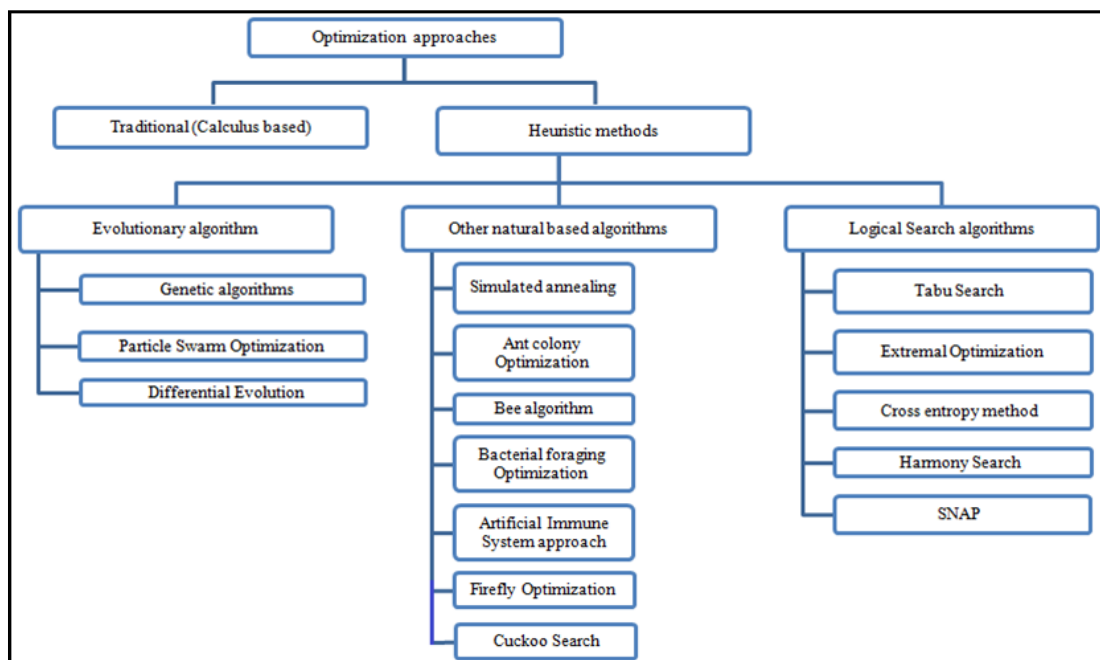 Optimization approaches
Traditional (Calculus based)
Heuristic methods
Evolutionary algorithm
Genetic algorithms
Particle Swarm Optimization
Differential Evolution
Other natural based algorithms
Simulated annealing
Ant colony
Optimization
Bee algorithm
Bacterial foraging
Optimization
Artificial Immune
System approach
Firefly Optimization
Cuckoo Search
Logical Search algorithms
Tabu Search
Extremal Optimization
Cross entropy method
Harmony Search
SNAP